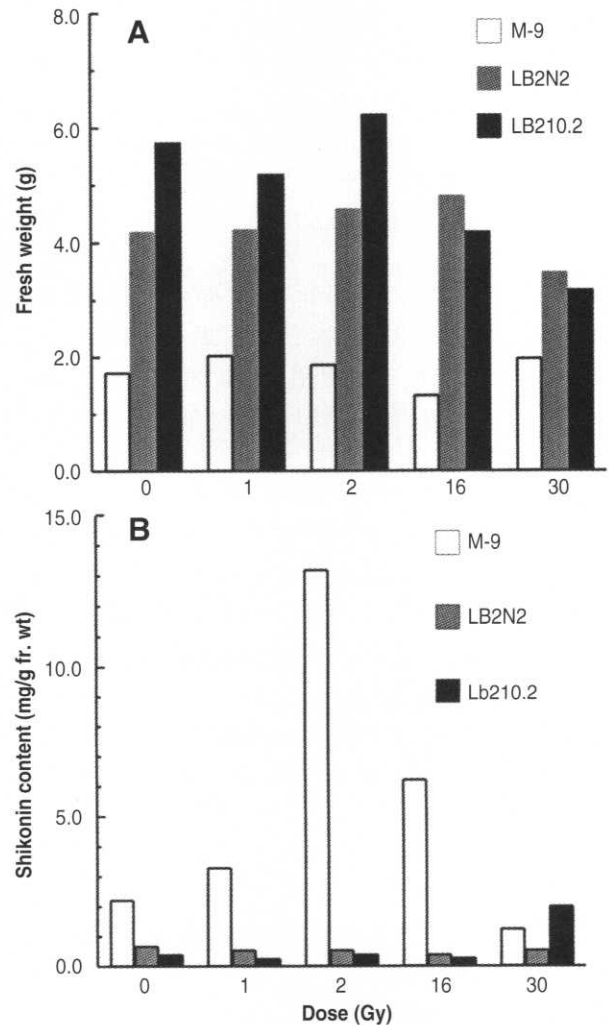 A
8.0
6.0
4.0
2.0
0.0
Fresh weight (g)
M-9
LB2N2
LB210.2
0 1 2 16 30
B
15.0
10.0
5.0
0.0
Shikonin content (mg/g fr. wt)
M-9
LB2N2
Lb210.2
0 1 2 16 30
Dose (Gy)